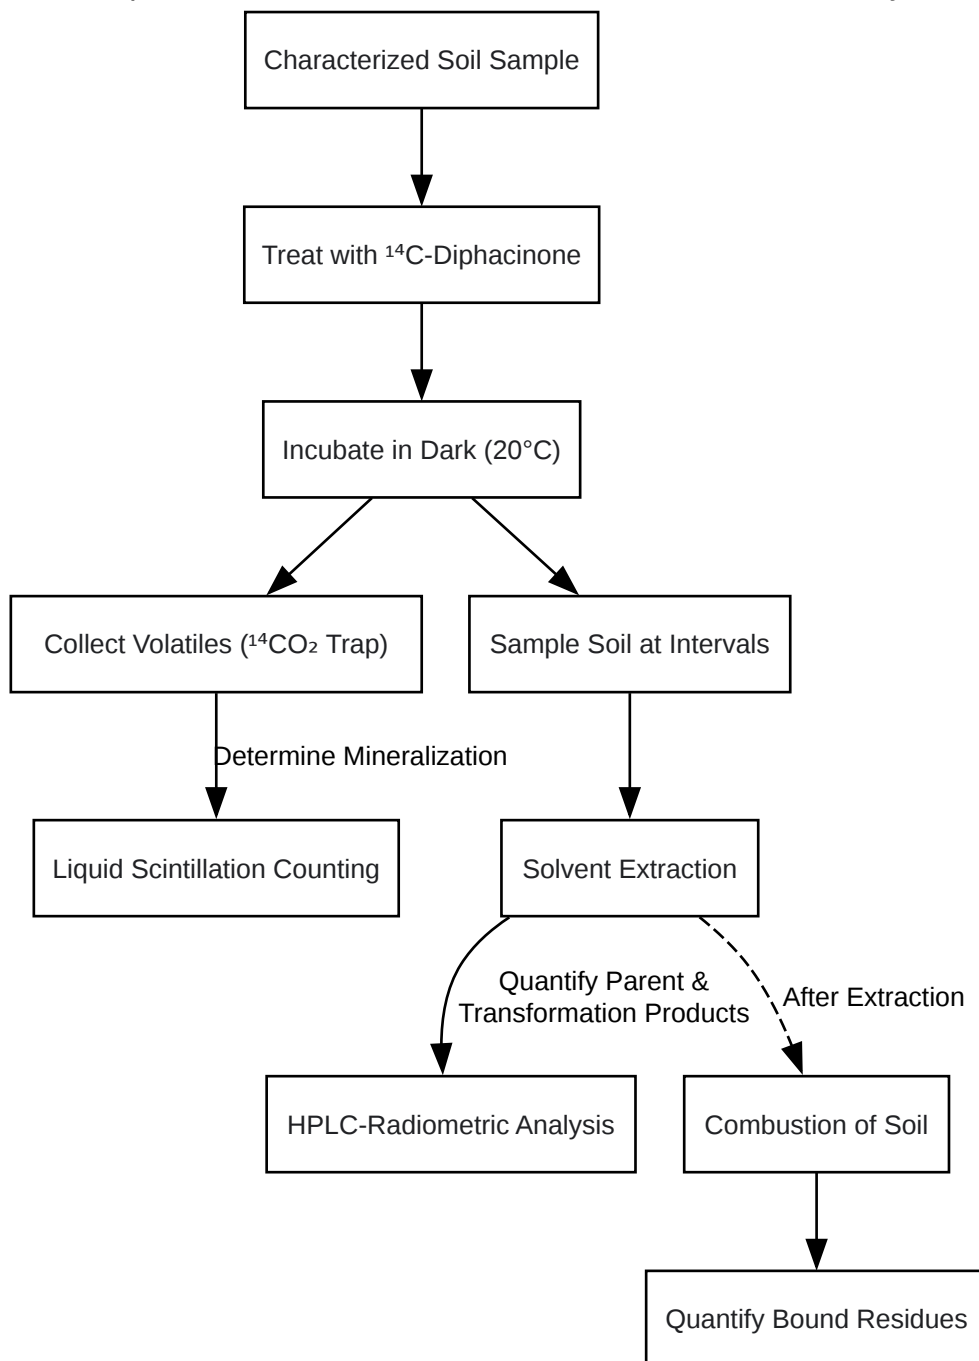 Characterized Soil Sample
Treat with ¹⁴C-Diphacinone
Incubate in Dark (20°C)
Collect Volatiles (¹⁴CO₂ Trap)
Sample Soil at Intervals
Determine Mineralization
Liquid Scintillation Counting
Solvent Extraction
Quantify Parent &
Transformation Products
After Extraction
HPLC-Radiometric Analysis
Combustion of Soil
Quantify Bound Residues